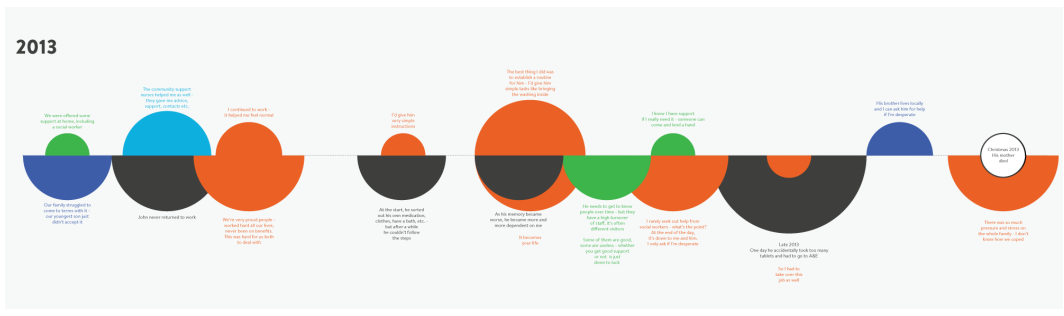 2013
We were offered some
support at home, including
a social worker
Our family struggled to
come to terms with it -
our youngest son just
didn't accept it
The community support
nurses helped me as well -
they gave me advice,
support, contacts etc.
John never returned to work
I continued to work -
it helped me feel normal
We're very proud people -
worked hard all our lives,
never been on benefits.
This was hard for us both
to deal with
I'd give him
very simple
instructions
At the start, he sorted
out his own medication,
clothes, have a bath, etc. -
but after a while
he couldn't follow
the steps
The best thing I did was
to establish a routine
for him - I'd give him
simple tasks like bringing
the washing inside
As his memory became
worse, he became more and
more dependent on me
It becomes
your life
He needs to get to know
people over time - but they
have a high turnover
of staff: it's often
different visitors
Some of them are good,
some are useless - whether
you get good support
or not is just
down to luck
I know I have support
if I really need it - someone can
come and lend a hand
I rarely seek out help from
social workers - what's the point?
At the end of the day,
it's down to me and him.
I only ask if I'm desperate
Late 2013
One day he accidentally took too many
tablets and had to go to A&E
So I had to
take over this
job as well
His brother lives locally
and I can ask him for help
if I'm desperate
Christmas 2013
His mother
died
There was so much
pressure and stress on
the whole family - I don't
know how we coped